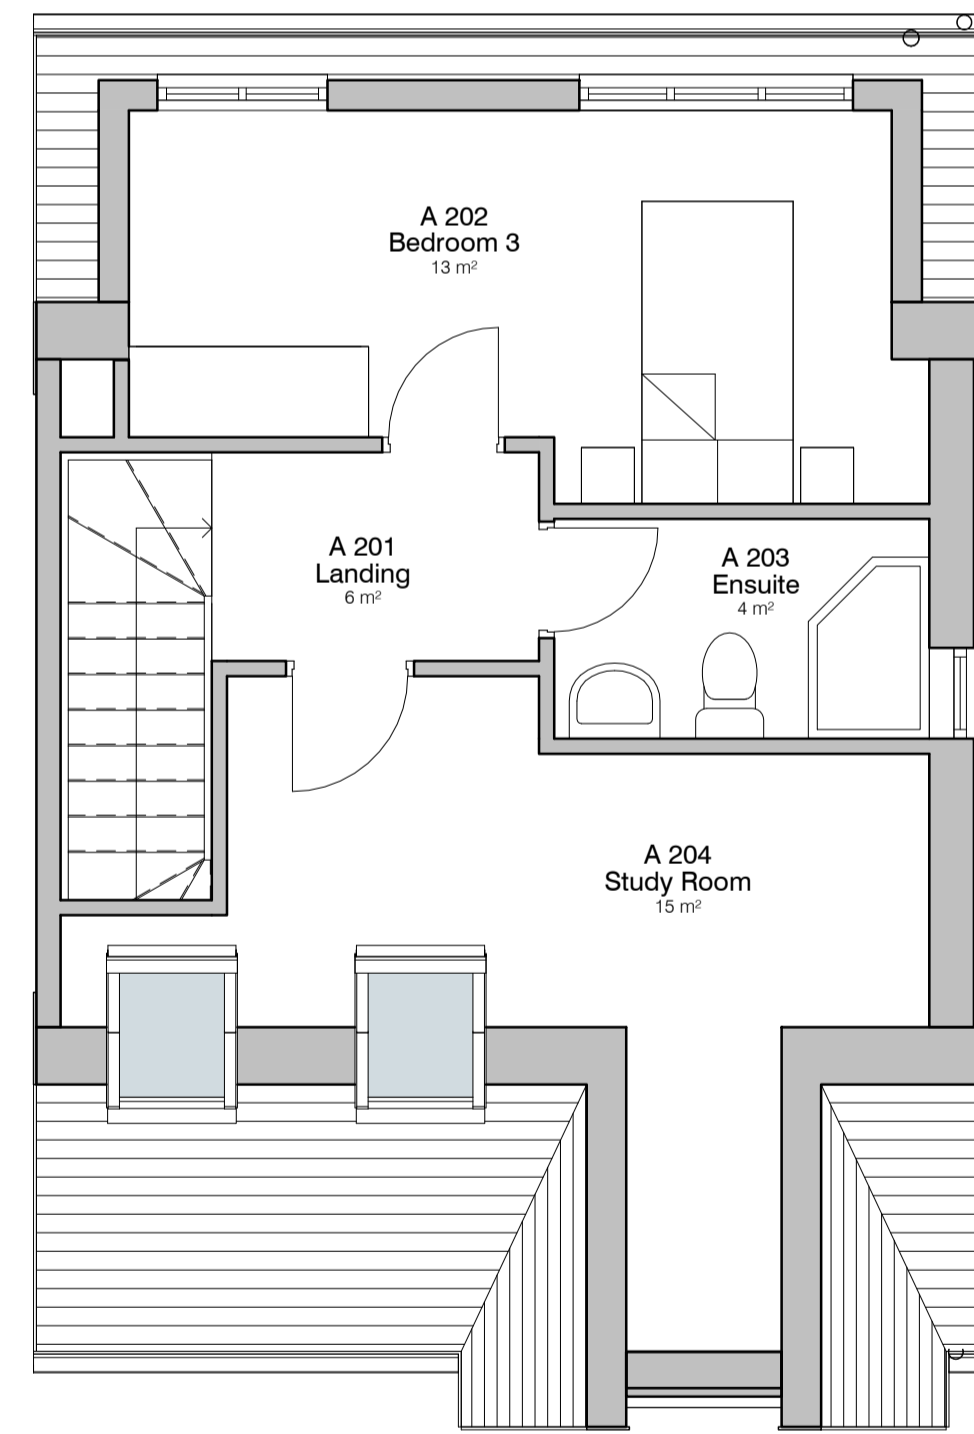 A 202
Bedroom 3
13 m²
A 201
Landing
6 m²
A 203
Ensuite
4 m²
A 204
Study Room
15 m²